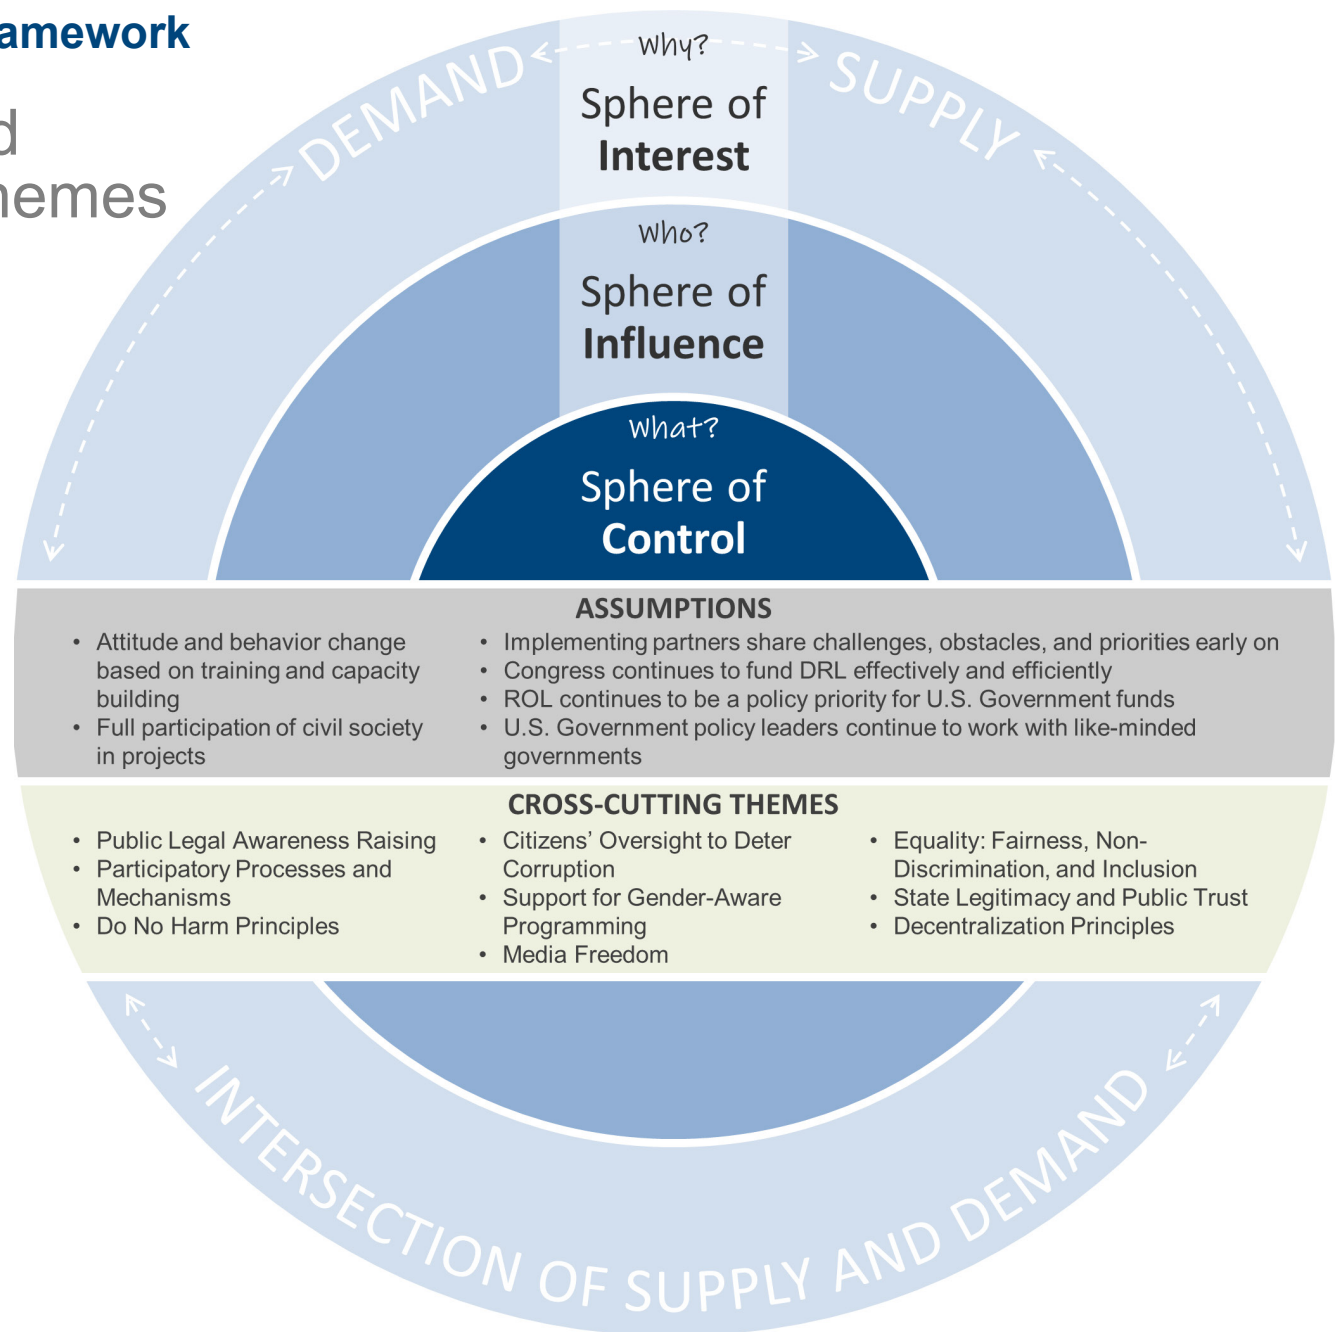 amework
d
nemes
DEMAND
SUPPLY
Why?
Sphere of
Interest
Who?
Sphere of
Influence
What?
Sphere of
Control
ASSUMPTIONS
• Attitude and behavior change
based on training and capacity
building
• Full participation of civil society
in projects
• Implementing partners share challenges, obstacles, and priorities early on
• Congress continues to fund DRL effectively and efficiently
• ROL continues to be a policy priority for U.S. Government funds
• U.S. Government policy leaders continue to work with like-minded
governments
CROSS-CUTTING THEMES
• Public Legal Awareness Raising
• Participatory Processes and
Mechanisms
• Do No Harm Principles
• Citizens’ Oversight to Deter
Corruption
• Support for Gender-Aware
Programming
• Media Freedom
• Equality: Fairness, Non-
Discrimination, and Inclusion
• State Legitimacy and Public Trust
• Decentralization Principles
INTERSECTION OF SUPPLY AND DEMAND